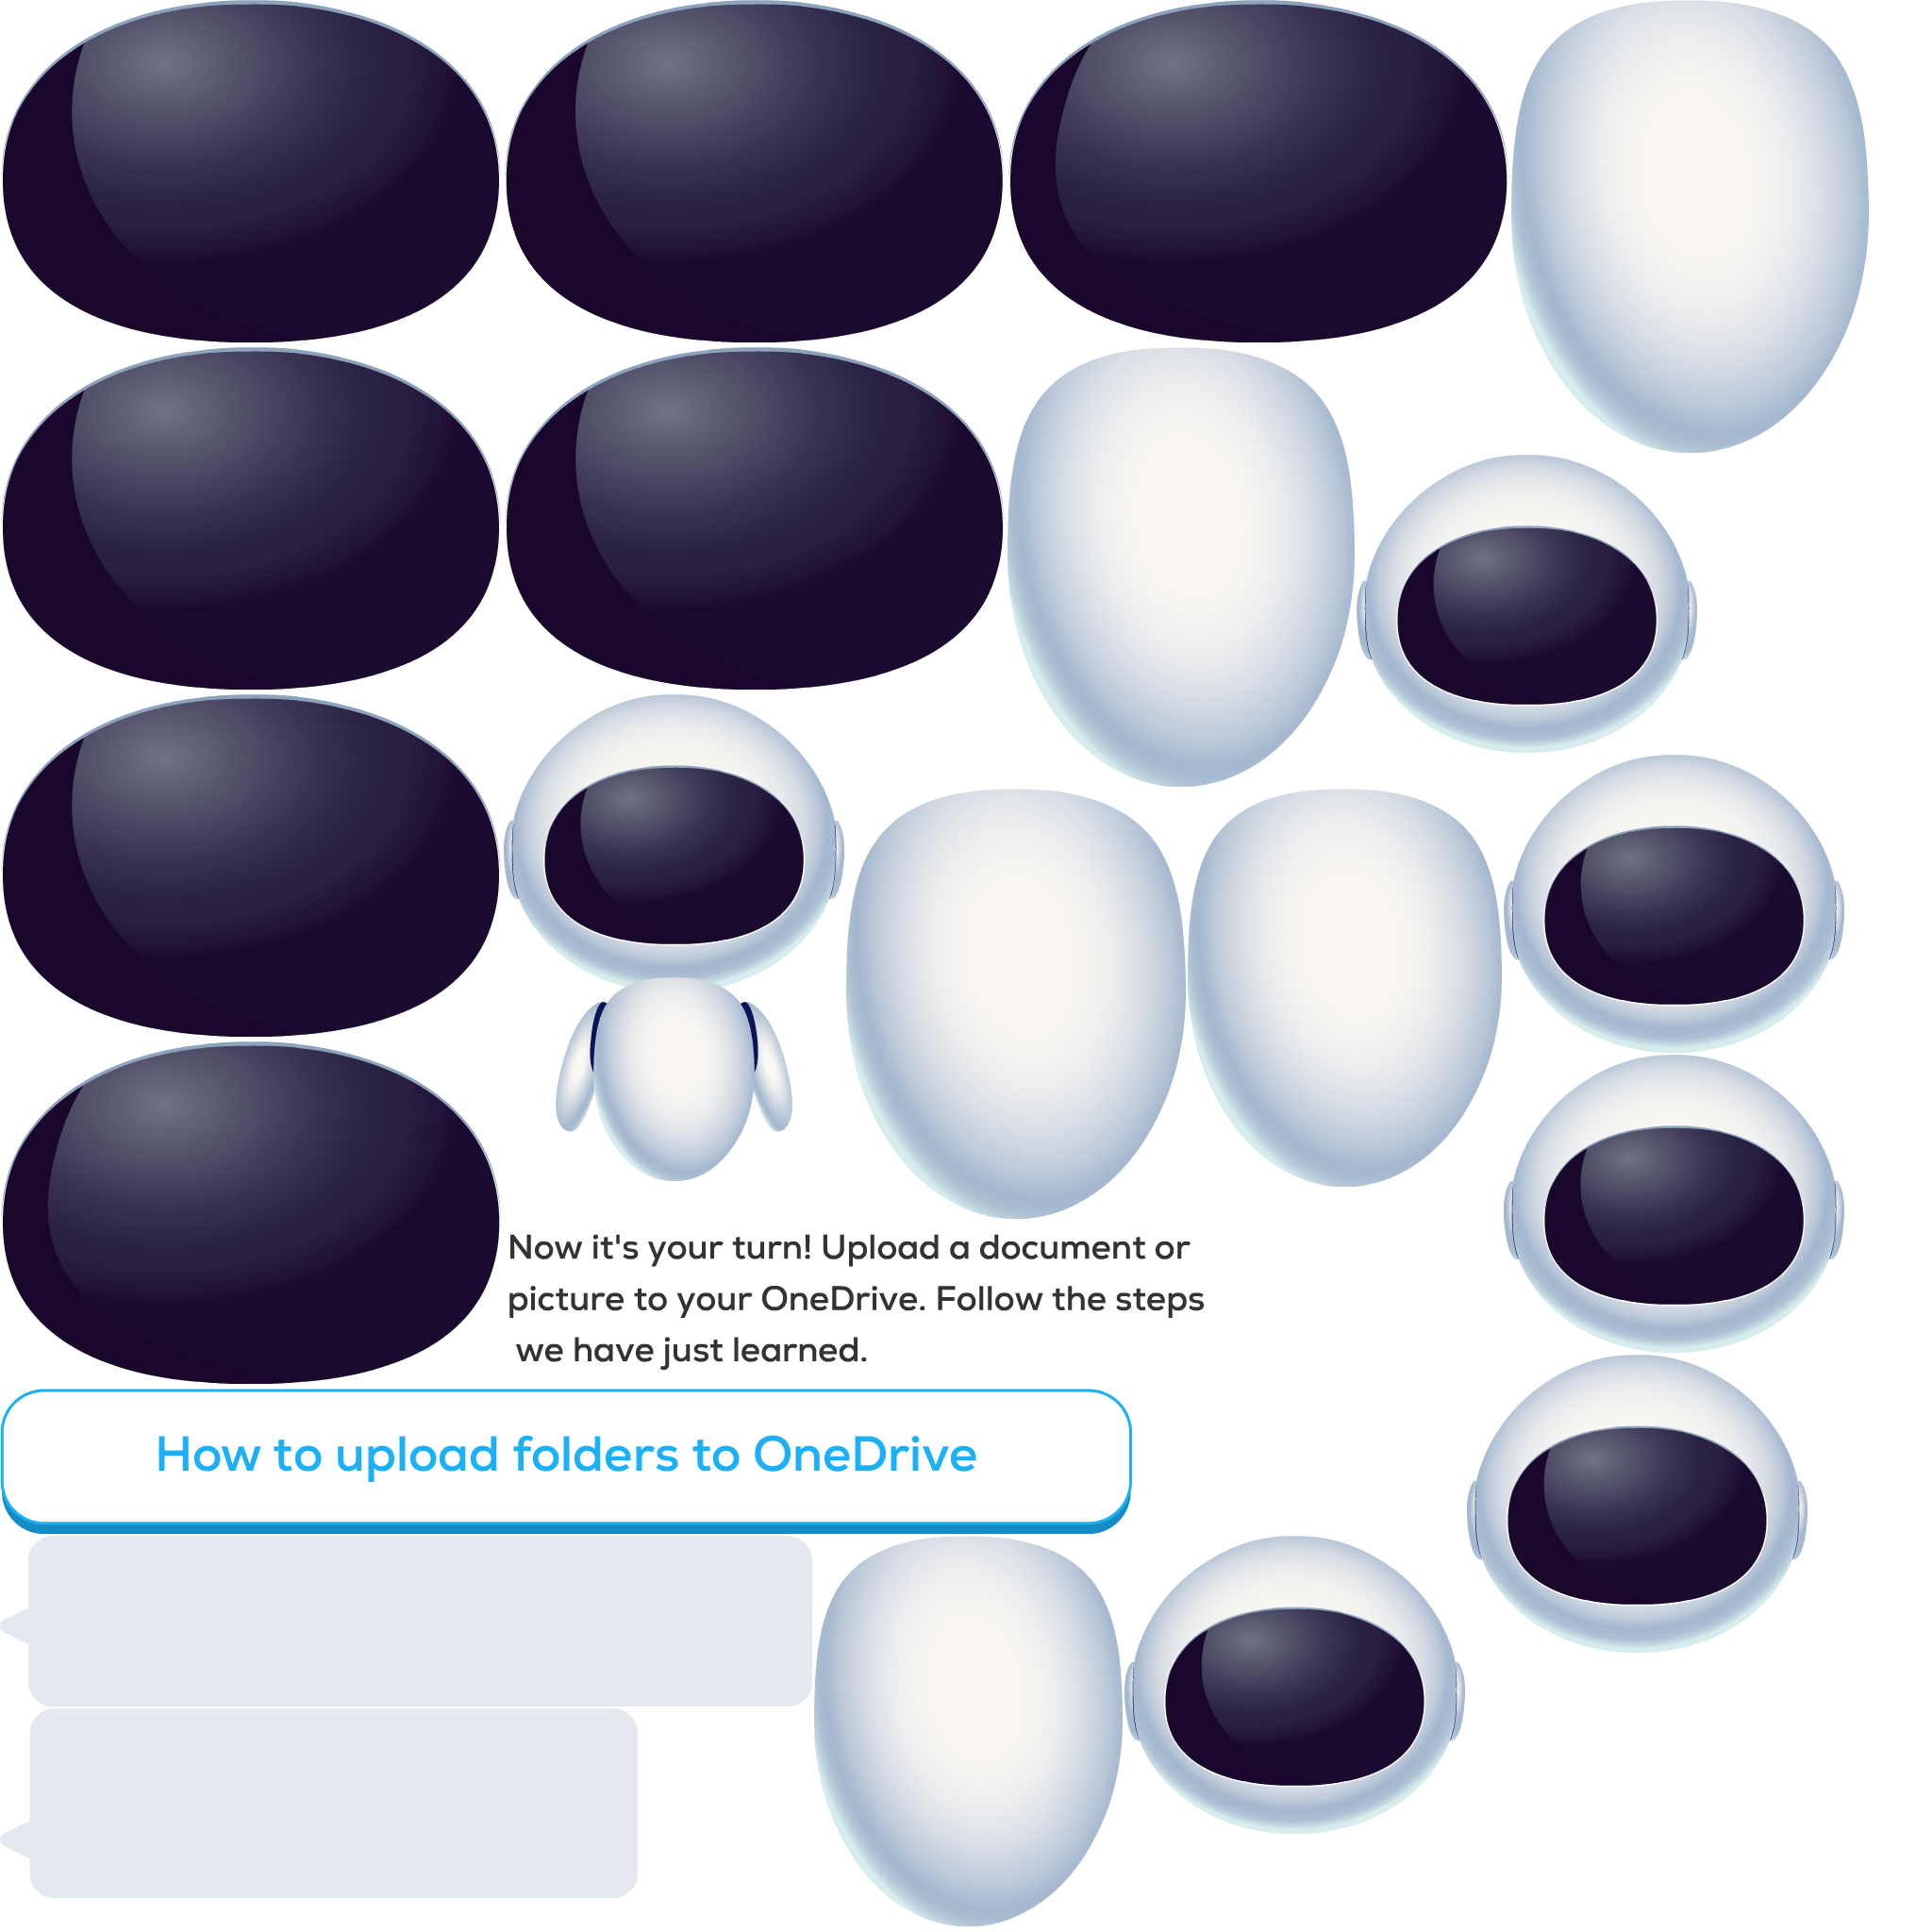 Now it's your turn! Upload a document or
picture to your OneDrive. Follow the steps
we have just learned.
How to upload folders to OneDrive